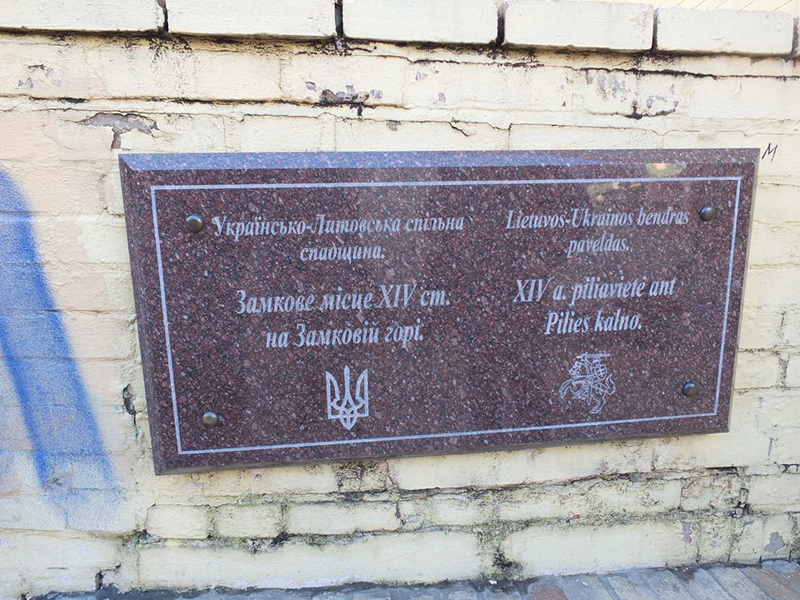 Українсько-Литовська спільна
спадщина.
Замкове місце XIV ст.
на Замковій горі.
Lietuvos-Ukrainos bendras
paveldas.
XIV a. piliavietė ant
Pilies kalno.